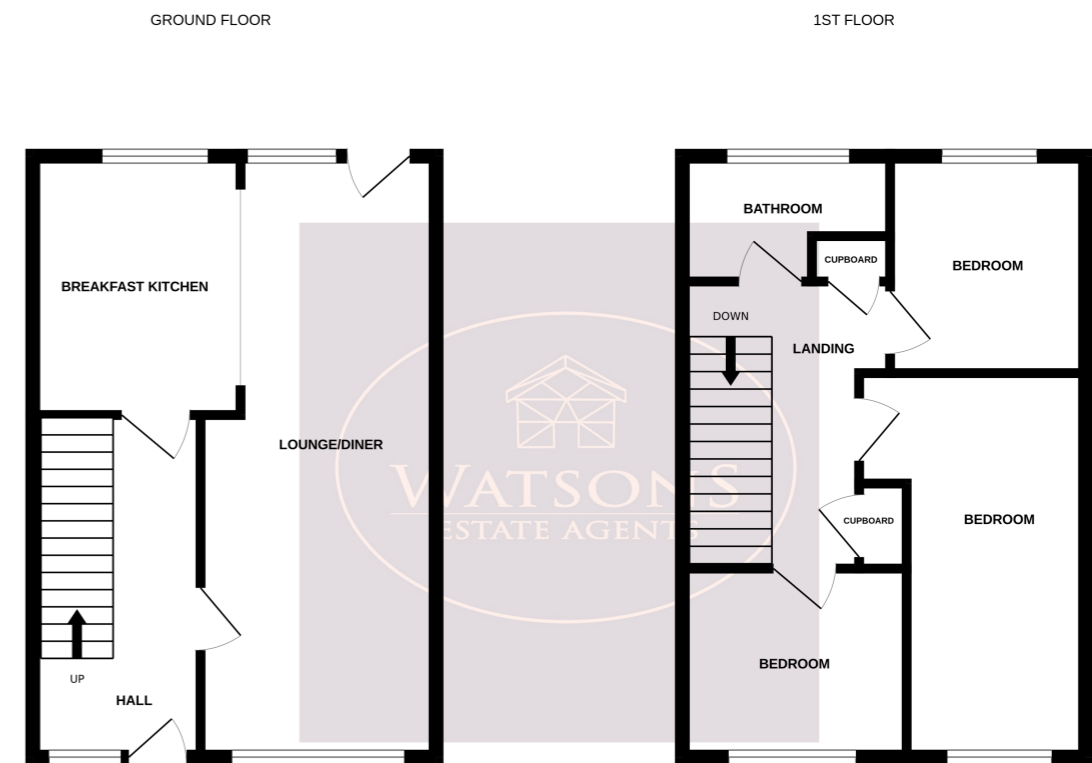 GROUND FLOOR
1ST FLOOR
BREAKFAST KITCHEN
LOUNGE/DINER
UP
HALL
BATHROOM
CUPBOARD
BEDROOM
DOWN
LANDING
CUPBOARD
BEDROOM
BEDROOM
WATSONS
ESTATE AGENTS